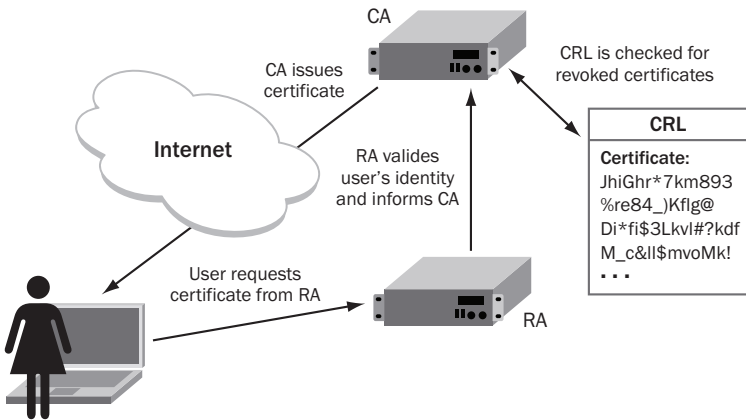 CA
CA issues
certificate
CRL is checked for
revoked certificates
Internet
RA valides
user's identity
and informs CA
CRL
Certificate:
JhiGhr*7km893
%re84_)Kflg@
Di*fi$3Lkvl#?kdf
M_c&ll$mvoMk!
...
User requests
certificate from RA
RA